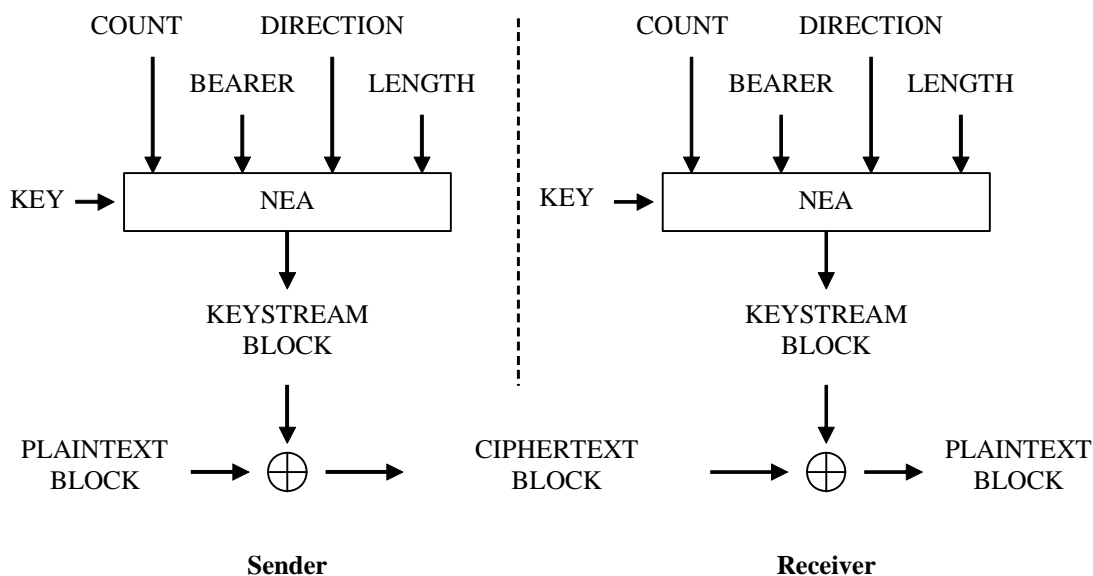 COUNT DIRECTION
BEARER LENGTH
KEY NEA
KEYSTREAM
BLOCK
PLAINTEXT
BLOCK
CIPHERTEXT
BLOCK
Sender
COUNT DIRECTION
BEARER LENGTH
KEY NEA
KEYSTREAM
BLOCK
PLAINTEXT
BLOCK
Receiver